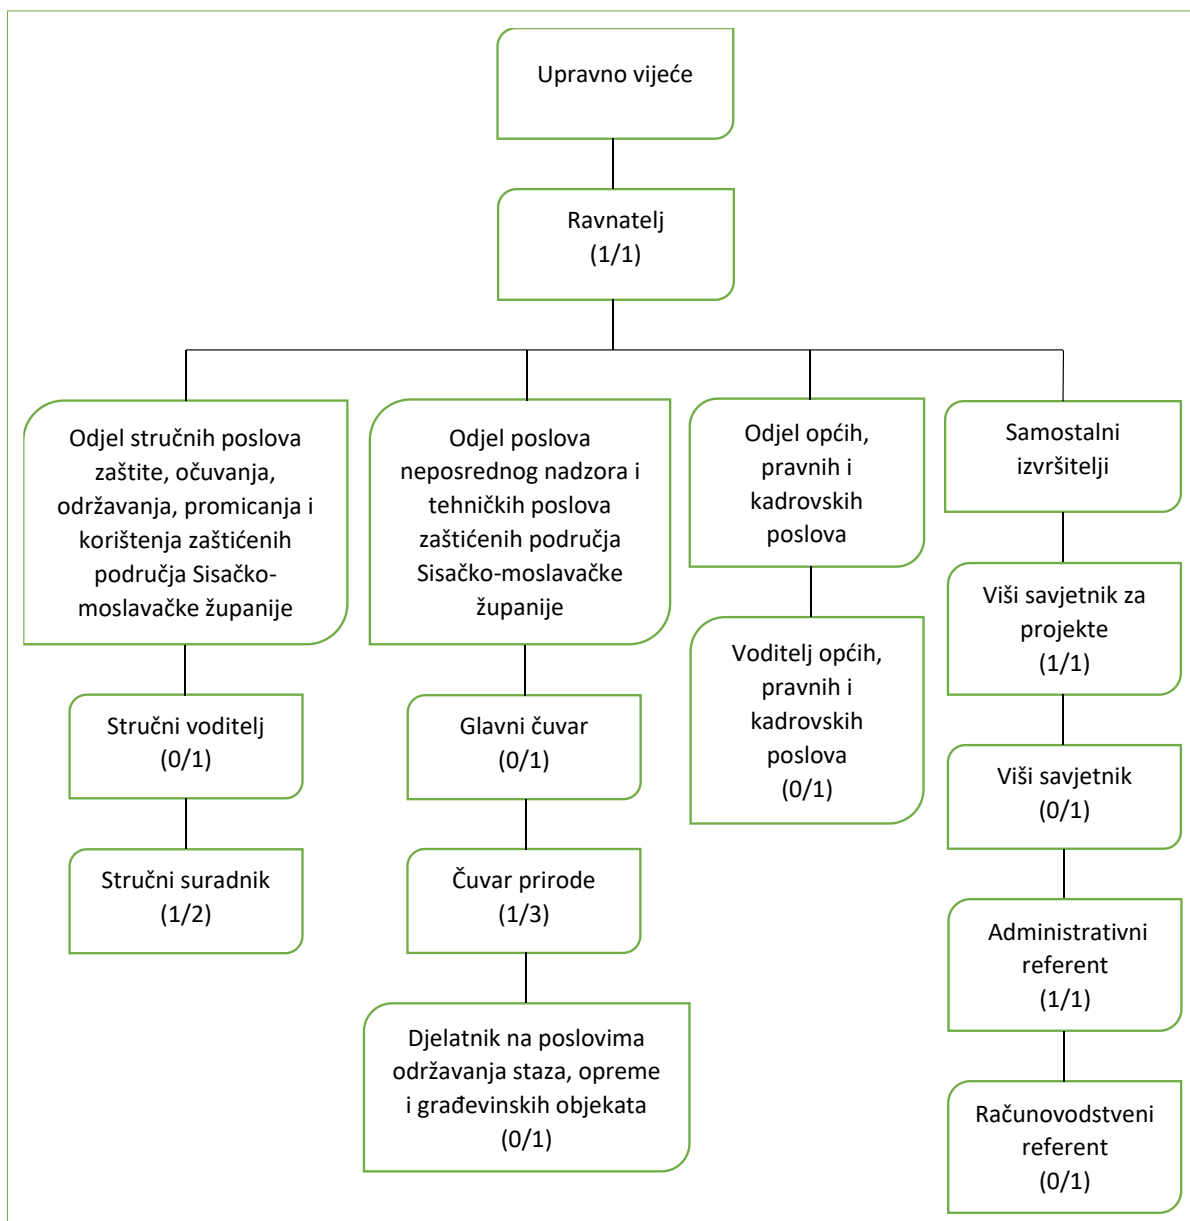 Upravno vijeće
Ravnatelj
(1/1)
Odjel stručnih poslova
zaštite, očuvanja,
održavanja, promicanja i
korištenja zaštićenih
područja Sisačko-
moslavačke županije
Stručni voditelj
(0/1)
Stručni suradnik
(1/2)
Odjel poslova
neposrednog nadzora i
tehničkih poslova
zaštićenih područja
Sisačko-moslavačke
županije
Glavni čuvar
(0/1)
Čuvar prirode
(1/3)
Djelatnik na poslovima
održavanja staza, opreme
i građevinskih objekata
(0/1)
Odjel općih,
pravnih i
kadrovskih
poslova
Voditelj općih,
pravnih i
kadrovskih
poslova
(0/1)
Samostalni
izvršitelji
Viši savjetnik za
projekte
(1/1)
Viši savjetnik
(0/1)
Administrativni
referent
(1/1)
Računovodstveni
referent
(0/1)